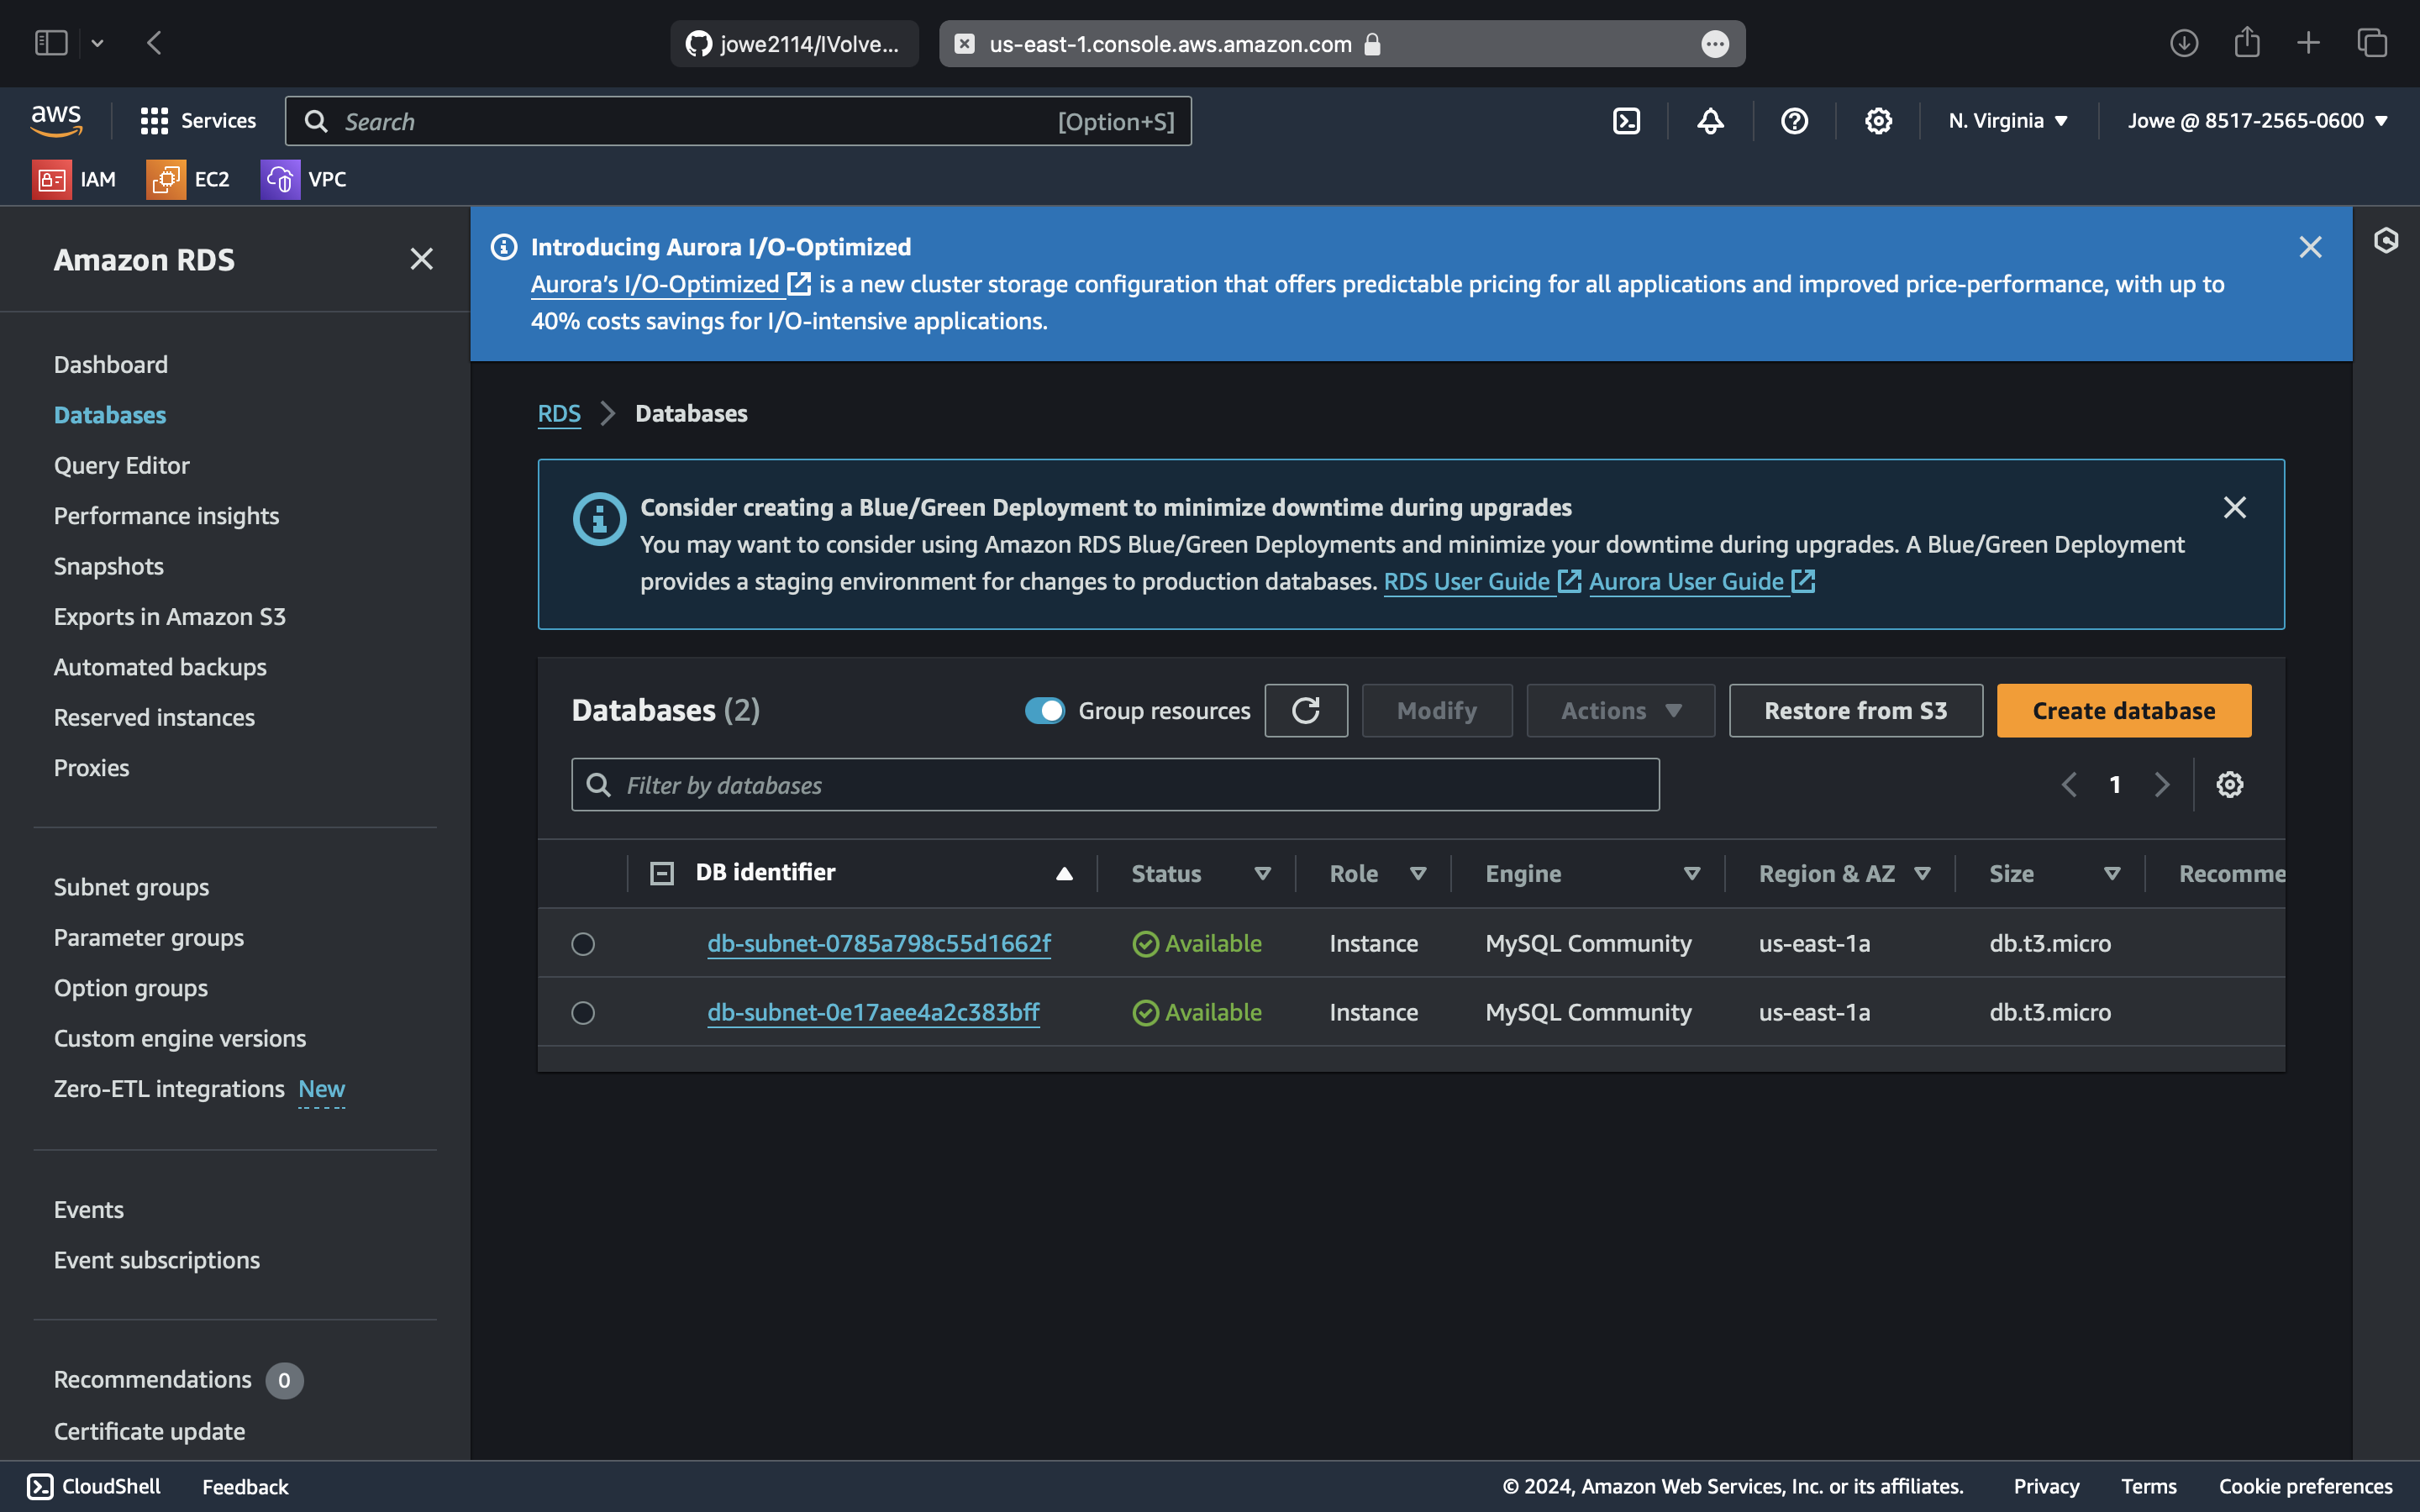 jowe2114/IVolve...
us-east-1.console.aws.amazon.com
aws
Services
Search
[Option+S]
N. Virginia
Jowe @ 8517-2565-0600
IAM
EC2
VPC
Amazon RDS
Dashboard
Databases
Query Editor
Performance insights
Snapshots
Exports in Amazon S3
Automated backups
Reserved instances
Proxies
Subnet groups
Parameter groups
Option groups
Custom engine versions
Zero-ETL integrations New
Events
Event subscriptions
Recommendations 0
Certificate update
Introducing Aurora I/O-Optimized
Aurora’s I/O-Optimized is a new cluster storage configuration that offers predictable pricing for all applications and improved price-performance, with up to
40% costs savings for I/O-intensive applications.
RDS Databases
Consider creating a Blue/Green Deployment to minimize downtime during upgrades
You may want to consider using Amazon RDS Blue/Green Deployments and minimize your downtime during upgrades. A Blue/Green Deployment
provides a staging environment for changes to production databases. RDS User Guide Aurora User Guide
Databases (2)
Group resources
Modify
Actions
Restore from S3
Create database
Filter by databases
1
DB identifier Status Role Engine Region & AZ Size Recomme
db-subnet-0785a798c55d1662f Available Instance MySQL Community us-east-1a db.t3.micro
db-subnet-0e17aee4a2c383bff Available Instance MySQL Community us-east-1a db.t3.micro
CloudShell
Feedback
© 2024, Amazon Web Services, Inc. or its affiliates.
Privacy
Terms
Cookie preferences